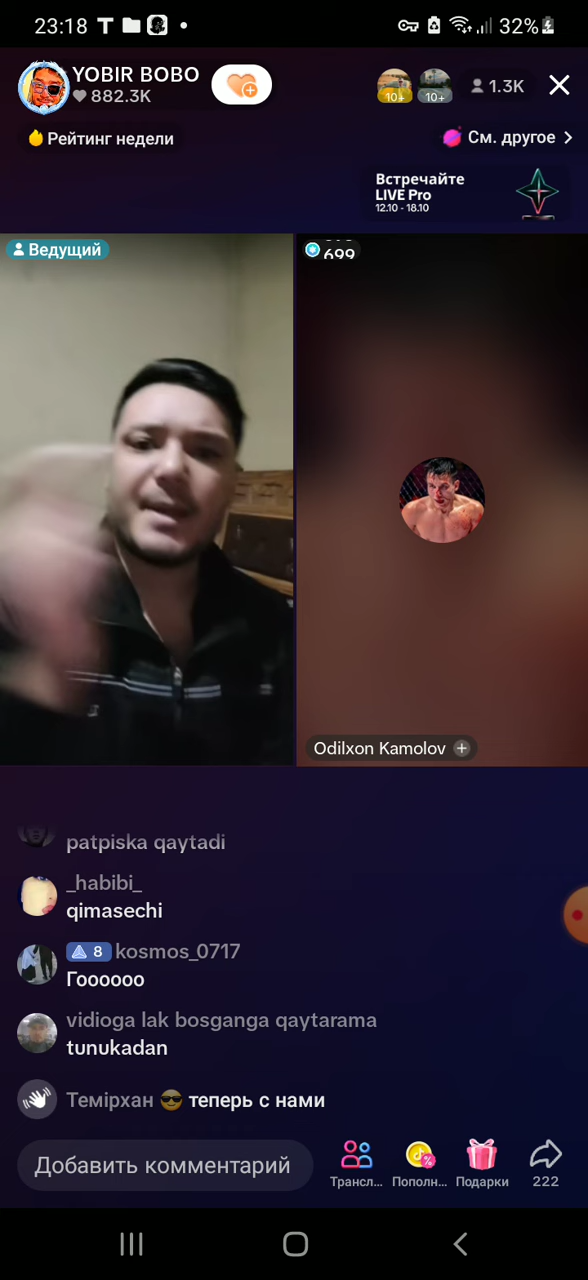 23:18
32%
YOBIR BOBO
882.3K
10+
10+
1.3K
Рейтинг недели
См. другое
Встречайте
LIVE Pro
12.10 - 18.10
Ведущий
699
Odilxon Kamolov
patpiska qaytadi
_habibi_
qimasechi
8 kosmos_0717
Гоооооо
vidioga lak bosganga qaytarama
tunukadan
Темірхан 😎 теперь с нами
Добавить комментарий
Трансл...
Пополн...
Подарки
222